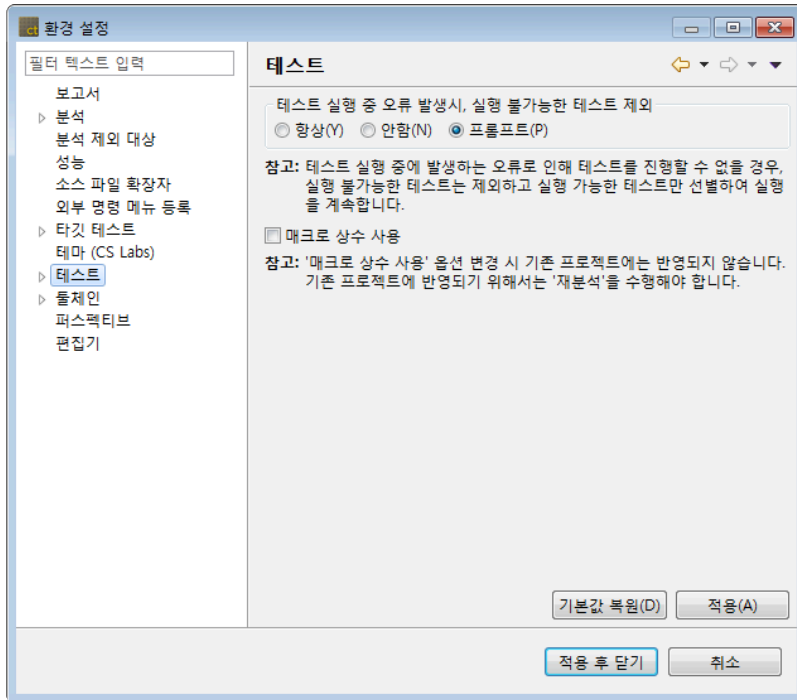 ct 환경 설정
필터 텍스트 입력
보고서
분석
분석 제외 대상
성능
소스 파일 확장자
외부 명령 메뉴 등록
타깃 테스트
테마 (CS Labs)
테스트
툴체인
퍼스펙티브
편집기
테스트
테스트 실행 중 오류 발생시, 실행 불가능한 테스트 제외
항상(Y) 안함(N) 프롬프트(P)
참고: 테스트 실행 중에 발생하는 오류로 인해 테스트를 진행할 수 없을 경우,
실행 불가능한 테스트는 제외하고 실행 가능한 테스트만 선별하여 실행
을 계속합니다.
매크로 상수 사용
참고: '매크로 상수 사용' 옵션 변경 시 기존 프로젝트에는 반영되지 않습니다.
기존 프로젝트에 반영되기 위해서는 '재분석'을 수행해야 합니다.
기본값 복원(D) 적용(A)
적용 후 닫기 취소